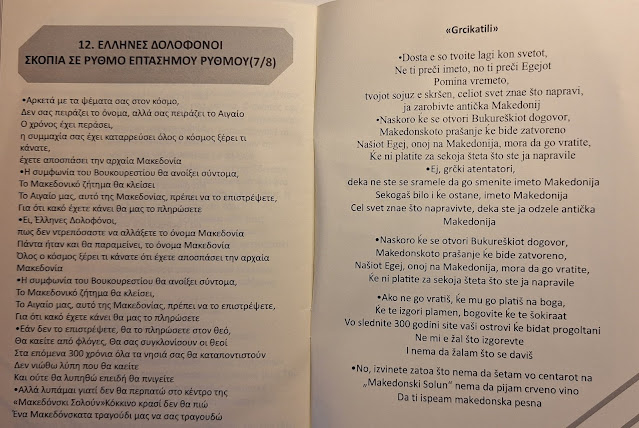 12. ΕΛΛΗΝΕΣ ΔΟΛΟΦΟΝΟΙ
ΣΚΟΠΙΑ ΣΕ ΡΥΘΜΟ ΕΠΤΑΣΗΜΟΥ ΡΥΘΜΟΥ(7/8)
•Αρκετά με τα ψέματα σας στον κόσμο,
Δεν σας πειράζει το όνομα, αλλά σας πειράζει το Αιγαίο
Ο χρόνος έχει περάσει,
η συμμαχία σας έχει καταρρεύσει όλος ο κόσμος ξέρει τι
κάνατε,
έχετε αποσπάσει την αρχαία Μακεδονία
•Η συμφωνία του Βουκουρεστίου θα ανοίξει σύντομα,
Το Μακεδονικό ζήτημα θα κλείσει
Το Αιγαίο μας, αυτό της Μακεδονίας, πρέπει να το επιστρέψετε,
Για ότι κακό έχετε κάνει θα μας το πληρώσετε
•Ει, Έλληνες Δολοφόνοι,
πως δεν ντρεπόσαστε να αλλάξετε το όνομα Μακεδονία
Πάντα ήταν και θα παραμείνει, το όνομα Μακεδονία
Όλος ο κόσμος ξέρει τι κάνατε ότι έχετε αποσπάσει την αρχαία
Μακεδονία
•Η συμφωνία του Βουκουρεστίου θα ανοίξει σύντομα,
Το Μακεδονικό ζήτημα θα κλείσει,
Το Αιγαίο μας, αυτό της Μακεδονίας, πρέπει να το επιστρέψετε,
Για ότι κακό έχετε κάνει θα μας το πληρώσετε
•Εάν δεν το επιστρέψετε, θα το πληρώσετε στον θεό,
Θα καείτε από φλόγες, Θα σας συγκλονίσουν οι θεοί
Στα επόμενα 300 χρόνια όλα τα νησιά σας θα καταποντιστούν
Δεν νιώθω λύπη που θα καείτε
Και ούτε θα λυπηθώ επειδή θα πνιγείτε
•Αλλά λυπάμαι γιατί δεν θα περπατώ στο κέντρο της
«Μακεδόνσκι Σολούν»Κόκκινο κρασί δεν θα πιώ
Ένα Μακεδόνσκατα τραγούδι μας να σας τραγουδώ
«Grcikatili»
•Dosta e so tvoite lagi kon svetot,
Ne ti preči imeto, no ti preči Egejot
Pomina vremeto,
tvojot sojuz e skršen, celiot svet znae što napravi,
ja zarobivte antička Makedonij
•Naskoro ḱe se otvori Bukureškiot dogovor,
Makedonskoto prašanje ḱe bide zatvoreno
Našiot Egej, onoj na Makedonija, mora da go vratite,
Ḱe ni platite za sekoja šteta što ste ja napravile
•Ej, grčki atentatori,
deka ne ste se sramele da go smenite imeto Makedonija
Sekogaš bilo i ḱe ostane, imeto Makedonija
Cel svet znae što napravivte, deka ste ja odzele antička
Makedonija
•Naskoro ḱe se otvori Bukureškiot dogovor,
Makedonskoto prašanje ḱe bide zatvoreno,
Našiot Egej, onoj na Makedonija, mora da go vratite,
Ḱe ni platite za sekoja šteta što ste ja napravile
•Ako ne go vratiš, ḱe mu go platiš na boga,
Ḱe te izgori plamen, bogovite ḱe te šokiraat
Vo slednite 300 godini site vaši ostrovi ḱe bidat progoltani
Ne mi e žal što izgorevte
I nema da žalam što se daviš
•No, izvinete zatoa što nema da šetam vo centarot na
„Makedonski Solun" nema da pijam crveno vino
Da ti ispeam makedonska pesna